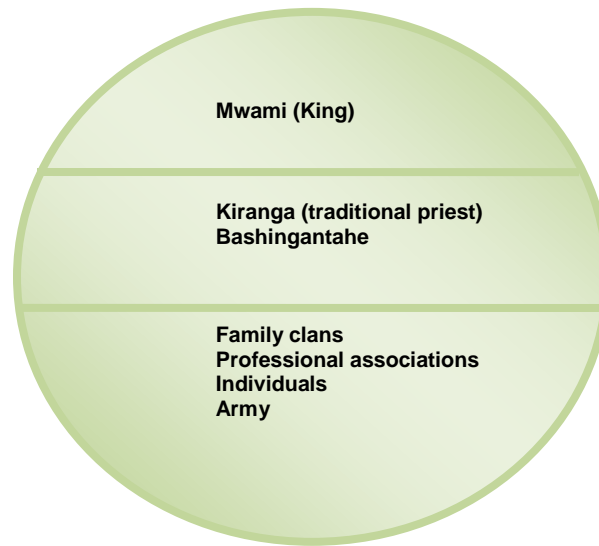 Mwami (King)
Kiranga (traditional priest)
Bashingantahe
Family clans
Professional associations
Individuals
Army